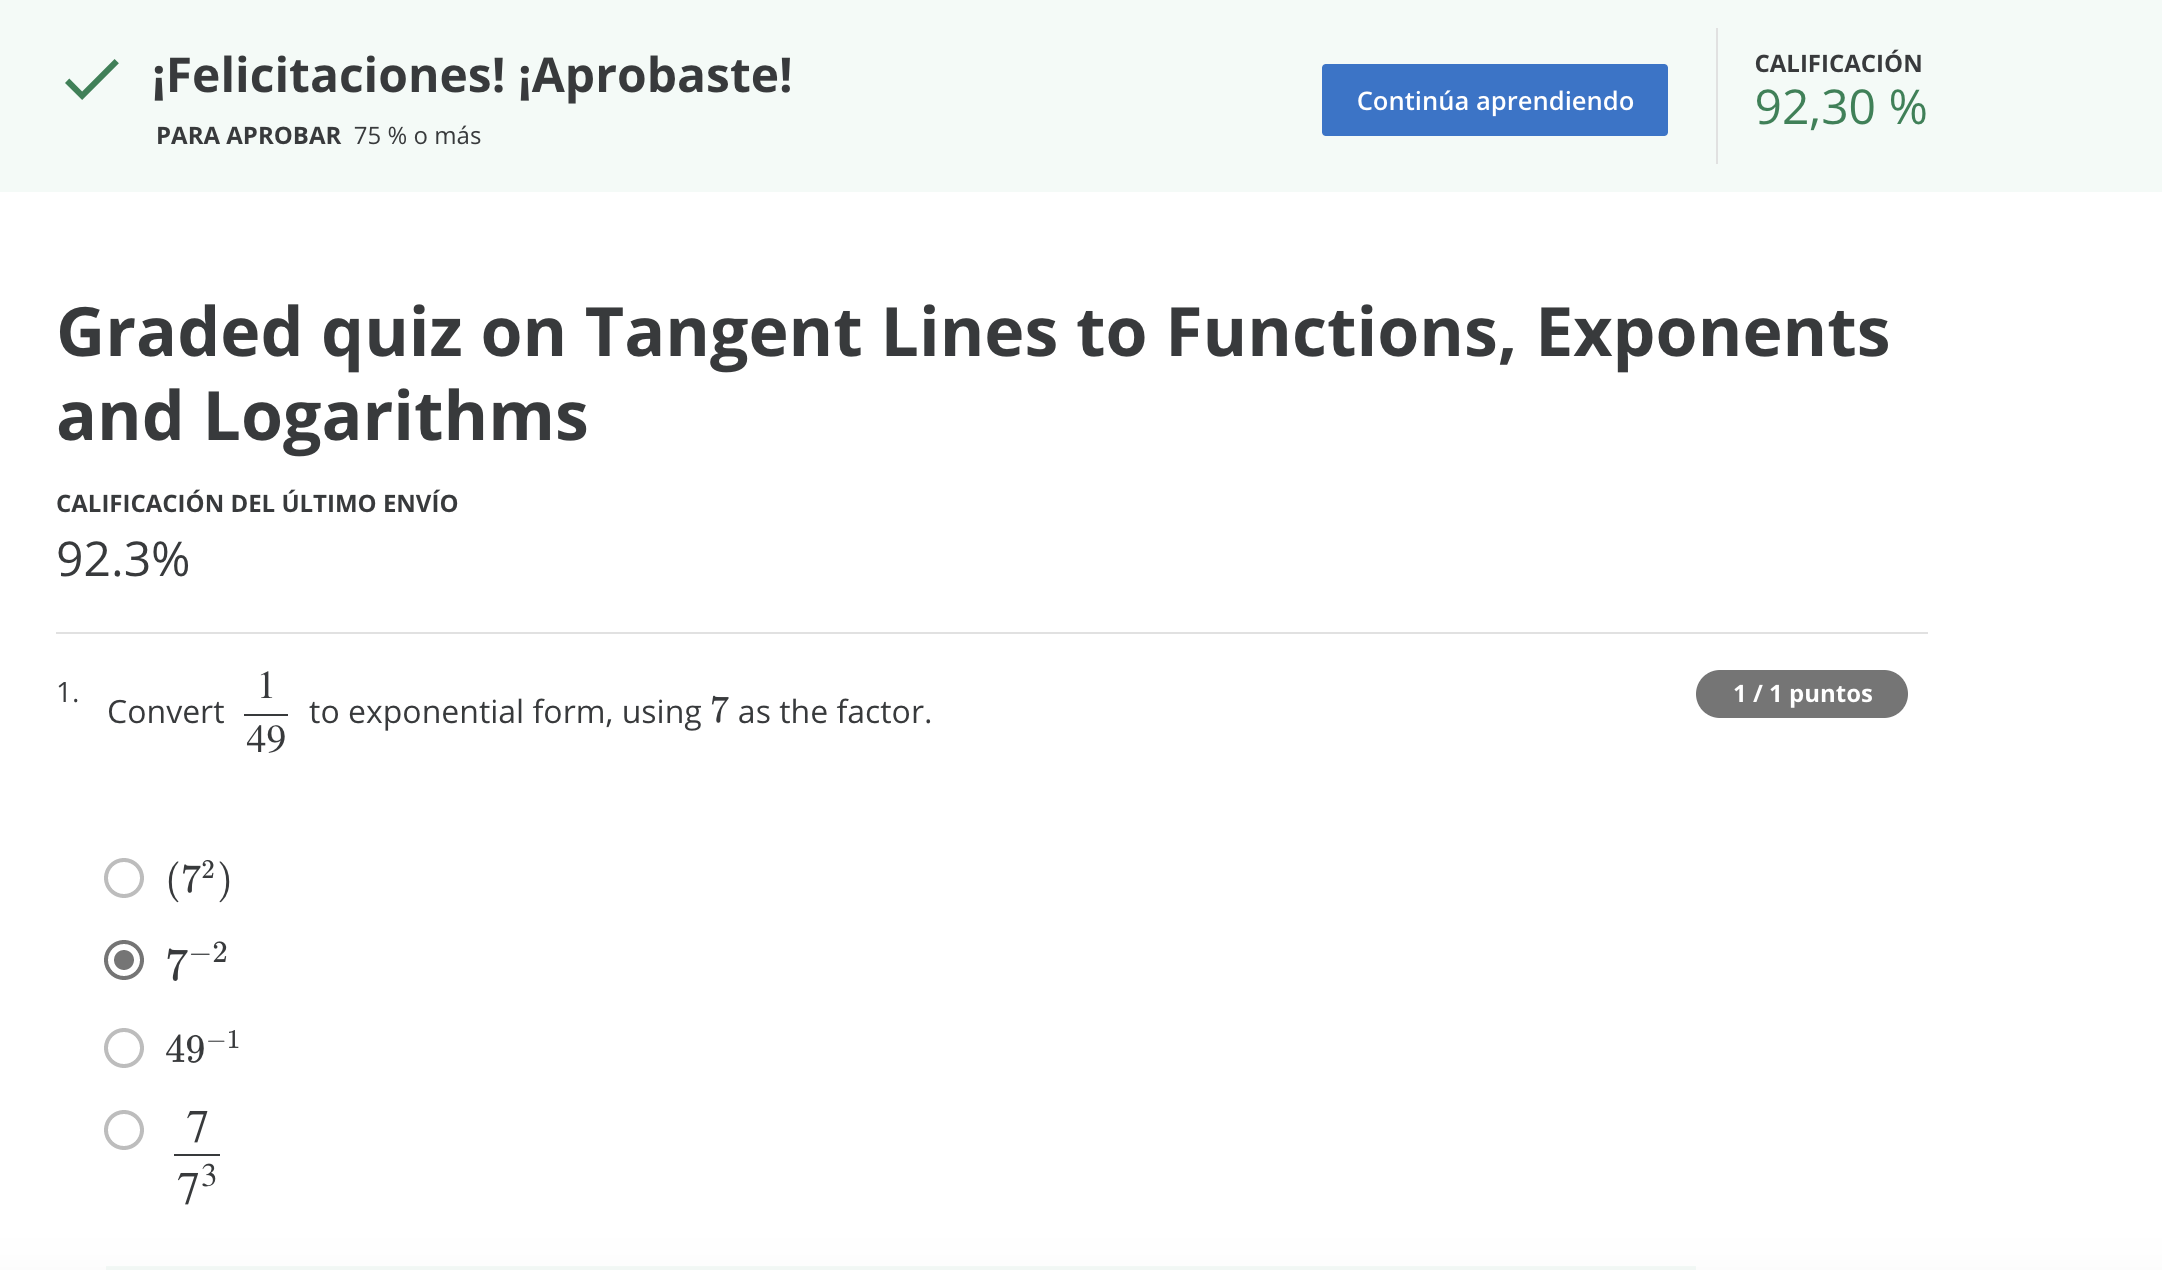 ¡Felicitaciones! ¡Aprobaste!
PARA APROBAR 75 % o más
Continúa aprendiendo
CALIFICACIÓN
92,30 %
Graded quiz on Tangent Lines to Functions, Exponents
and Logarithms
CALIFICACIÓN DEL ÚLTIMO ENVÍO
92.3%
1. Convert \frac{1}{49} to exponential form, using 7 as the factor.
1 / 1 puntos
(7^2)
7^{-2}
49^{-1}
\frac{7}{7^3}